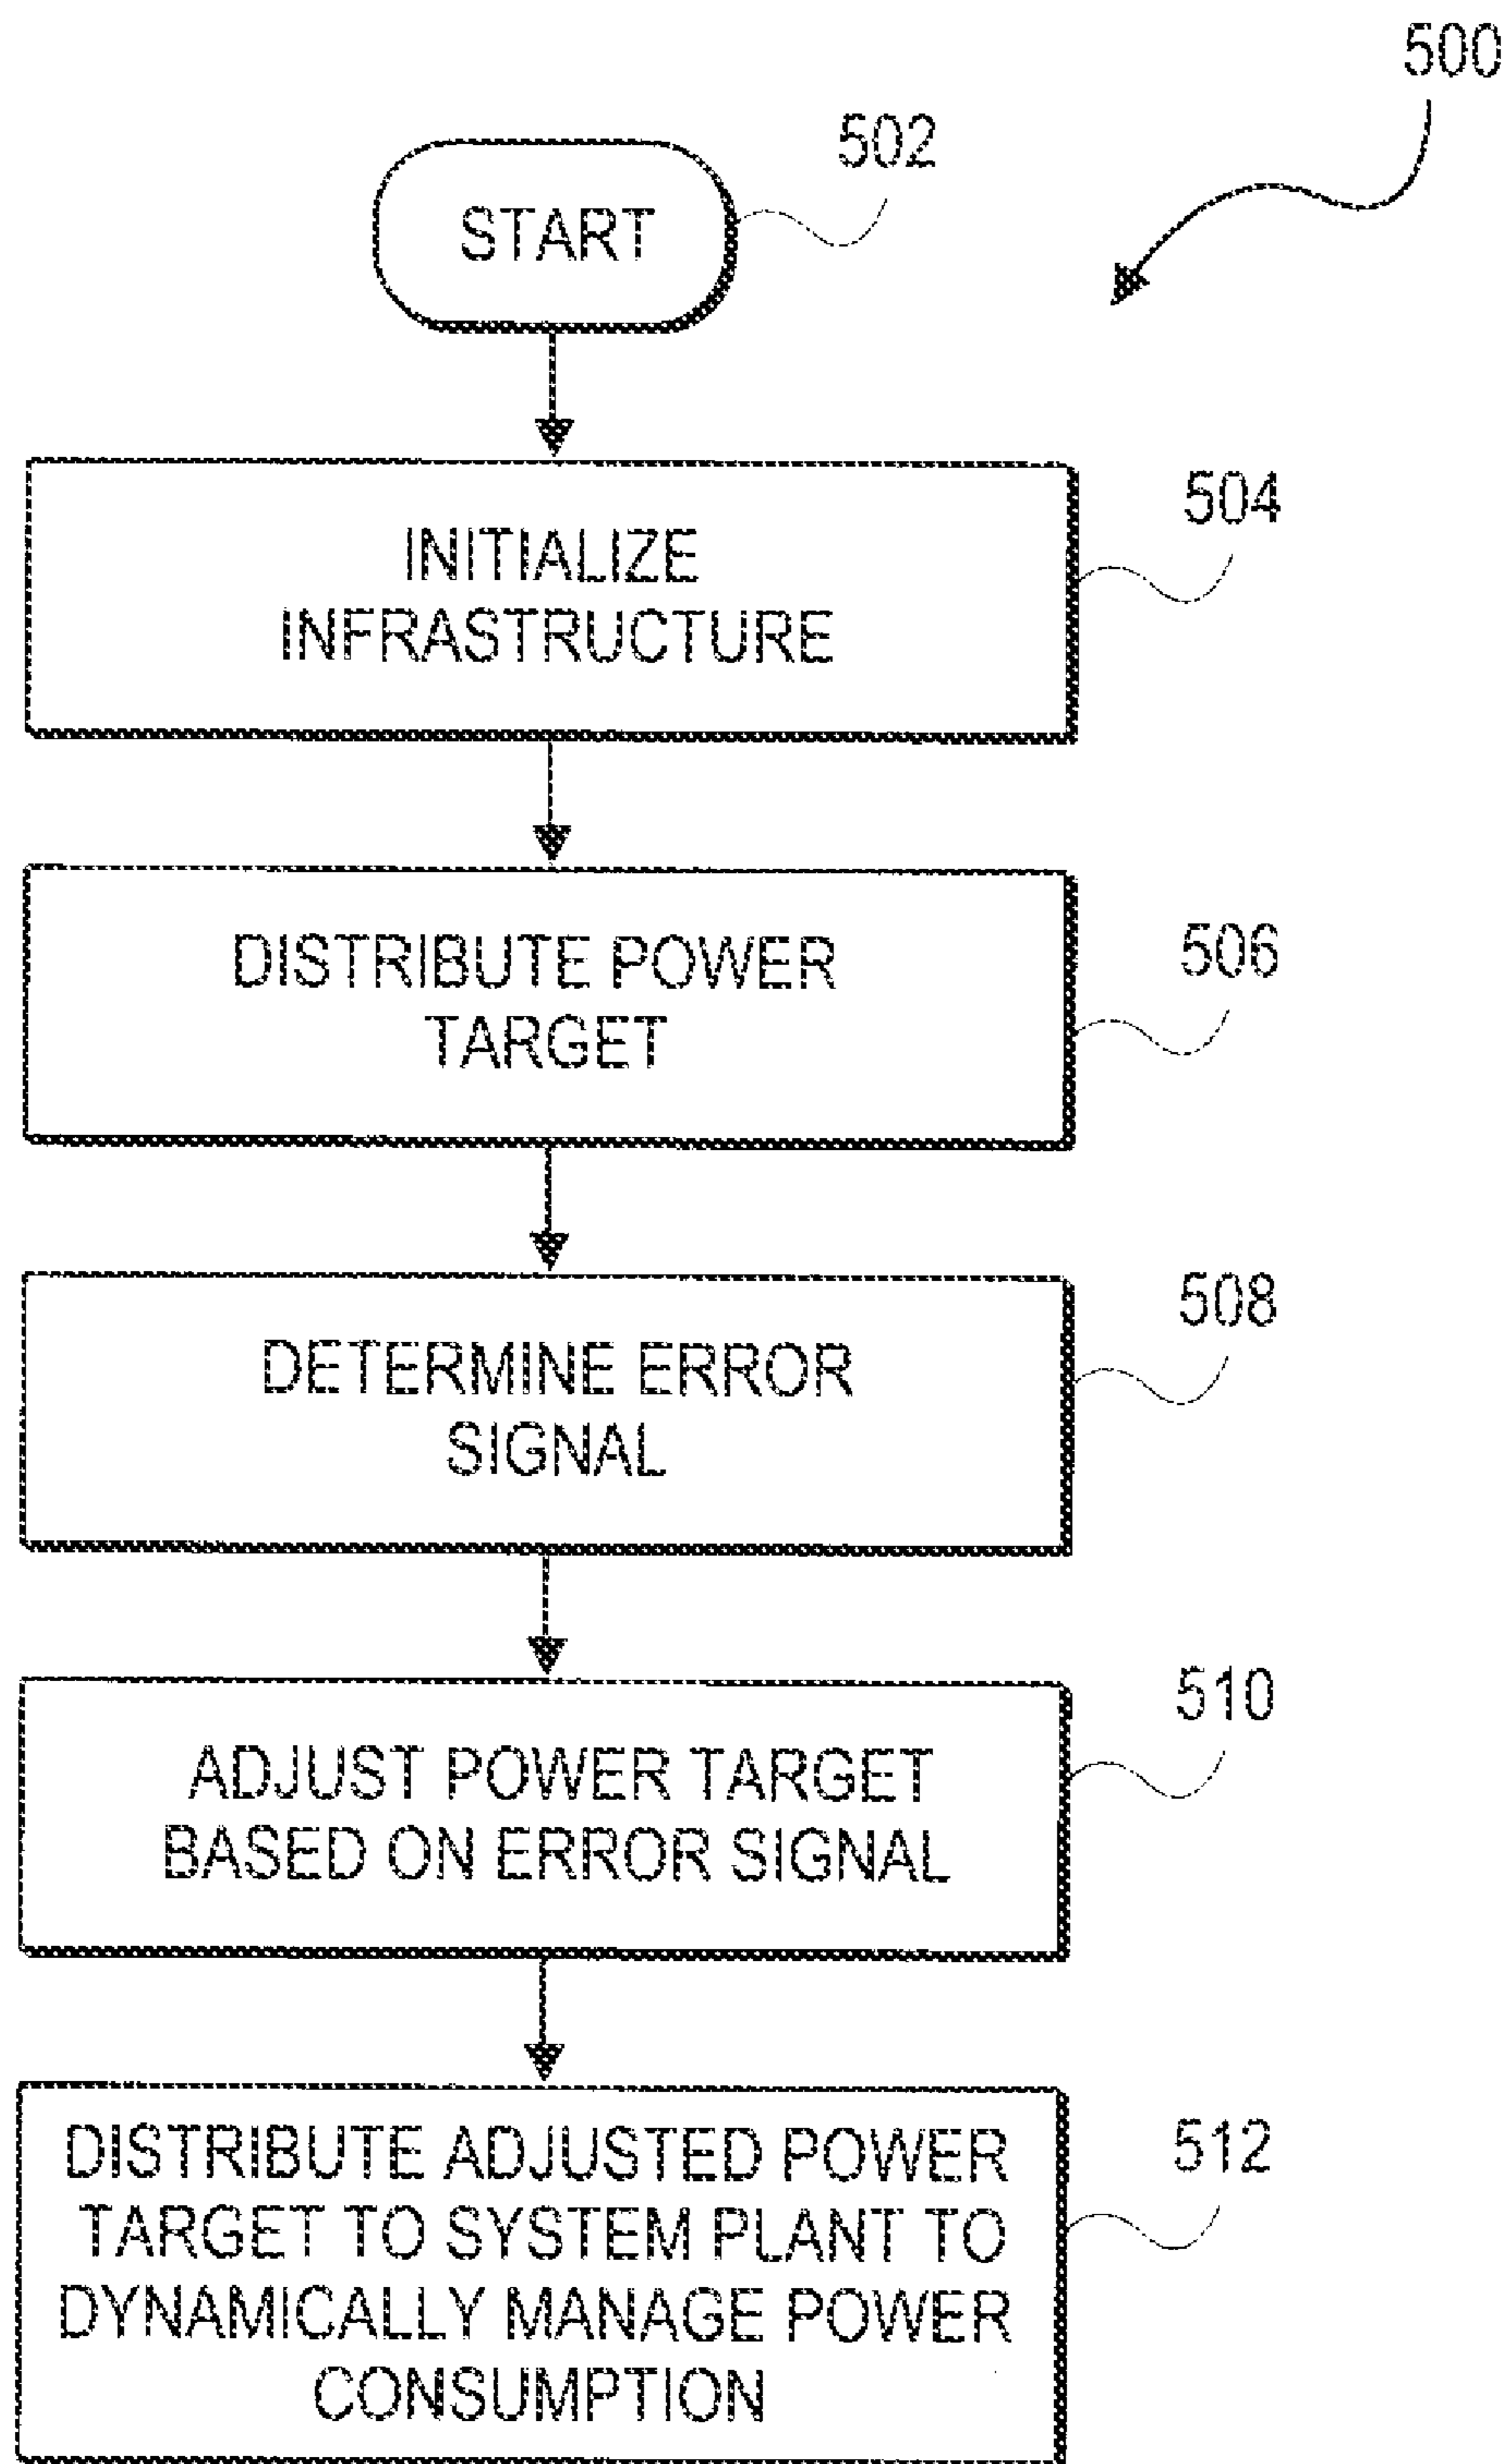 500
502
START
504
INITIALIZE
INFRASTRUCTURE
506
DISTRIBUTE POWER
TARGET
508
DETERMINE ERROR
SIGNAL
510
ADJUST POWER TARGET
BASED ON ERROR SIGNAL
512
DISTRIBUTE ADJUSTED POWER
TARGET TO SYSTEM PLANT TO
DYNAMICALLY MANAGE POWER
CONSUMPTION